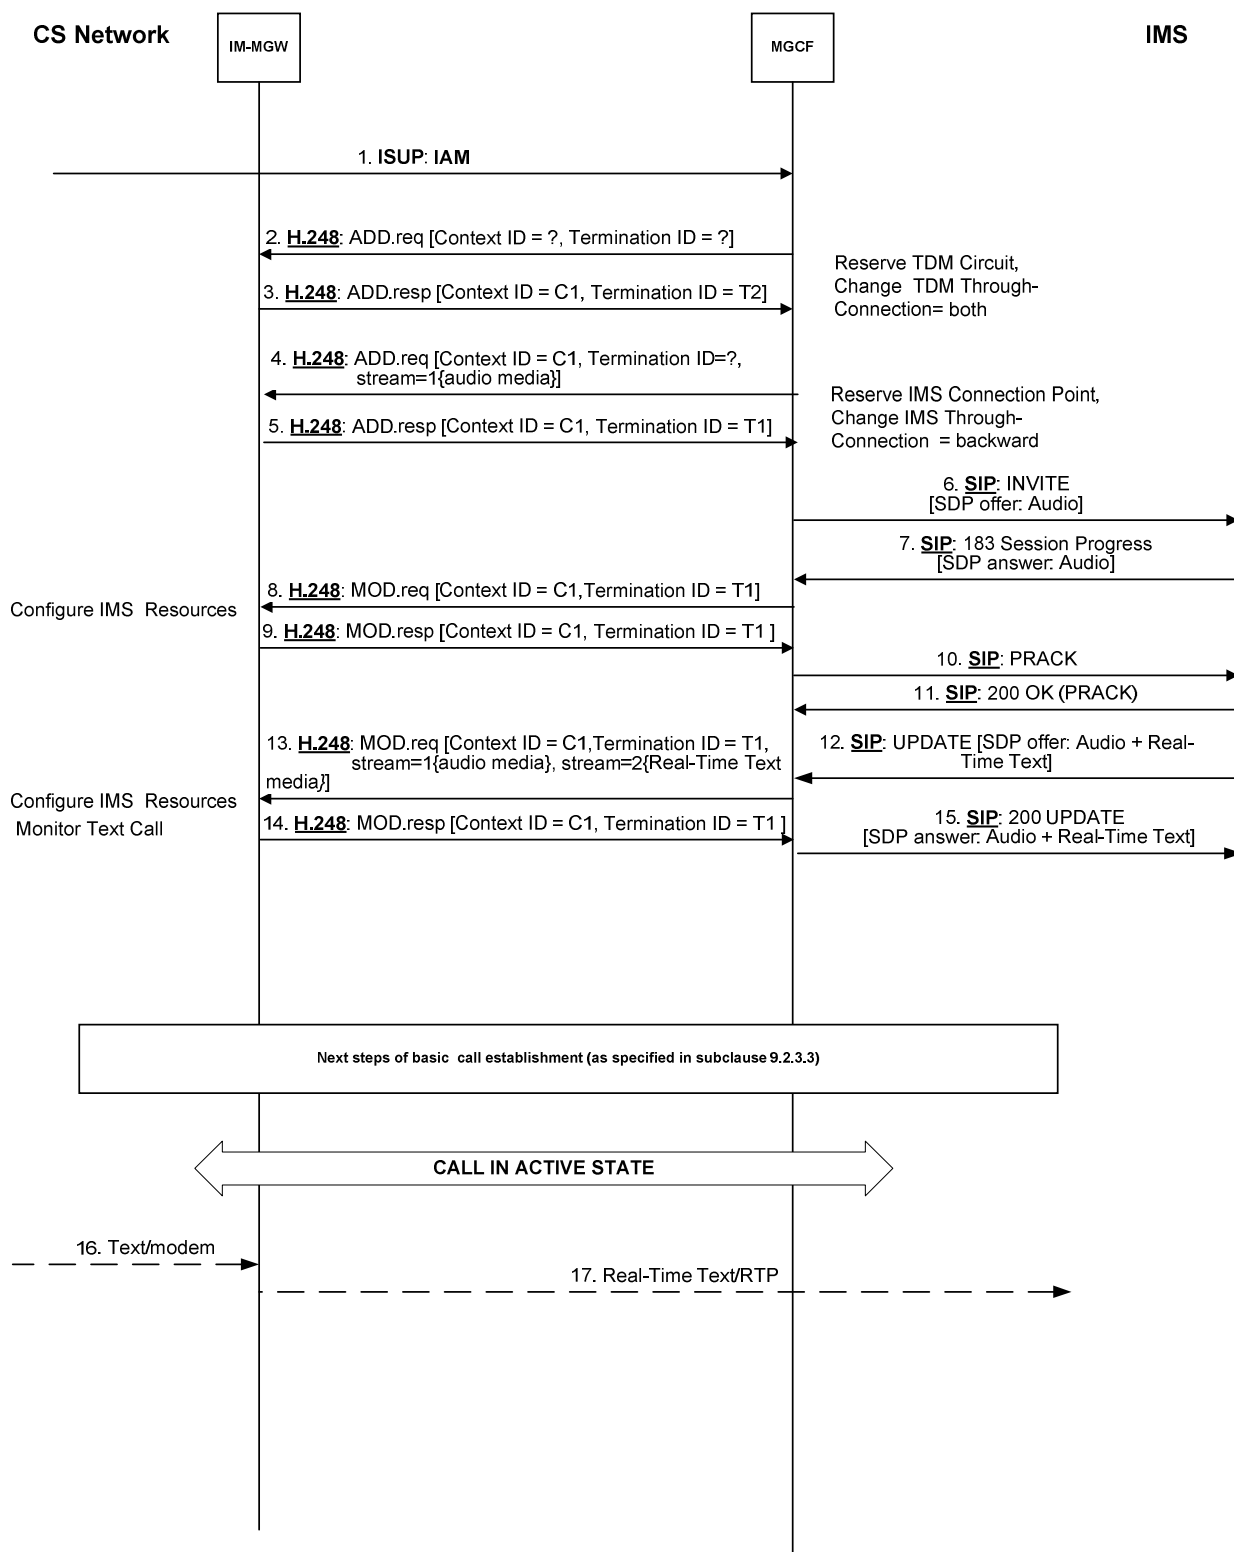 CS Network
IM-MGW
MGCF
IMS
1. ISUP: IAM
2. H.248: ADD.req [Context ID = ?, Termination ID = ?]
Reserve TDM Circuit,
Change TDM Through-
Connection= both
3. H.248: ADD.resp [Context ID = C1, Termination ID = T2]
4. H.248: ADD.req [Context ID = C1, Termination ID=?,
stream=1{audio media}]
Reserve IMS Connection Point,
Change IMS Through-
Connection = backward
5. H.248: ADD.resp [Context ID = C1, Termination ID = T1]
6. SIP: INVITE
[SDP offer: Audio]
7. SIP: 183 Session Progress
[SDP answer: Audio]
8. H.248: MOD.req [Context ID = C1,Termination ID = T1]
Configure IMS Resources
9. H.248: MOD.resp [Context ID = C1, Termination ID = T1 ]
10. SIP: PRACK
11. SIP: 200 OK (PRACK)
12. SIP: UPDATE [SDP offer: Audio + Real-
Time Text]
13. H.248: MOD.req [Context ID = C1,Termination ID = T1,
stream=1{audio media}, stream=2{Real-Time Text
media}]
Configure IMS Resources
Monitor Text Call
14. H.248: MOD.resp [Context ID = C1, Termination ID = T1 ]
15. SIP: 200 UPDATE
[SDP answer: Audio + Real-Time Text]
Next steps of basic call establishment (as specified in subclause 9.2.3.3)
CALL IN ACTIVE STATE
16. Text/modem
17. Real-Time Text/RTP